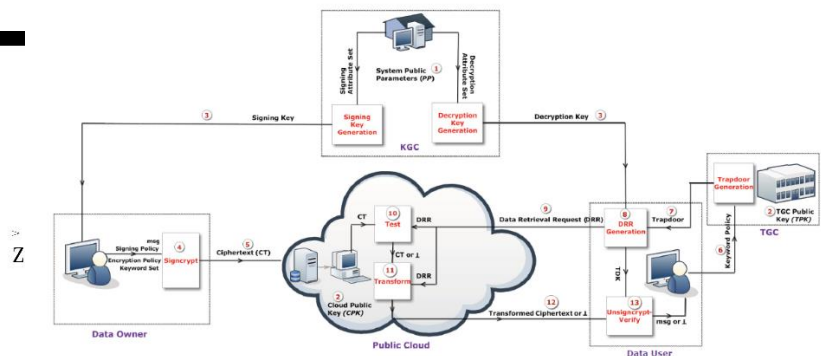 Signing
Attribute Set
System Public
Parameters (PP)
1
Decryption
Attribute Set
Signing
Key
Generation
Decryption
Key
Generation
KGC
3
Signing Key
Decryption Key
3
Trapdoor
Generation
2
TGC Public
Key (TPK)
TGC
7
Trapdoor
6
Keyword Policy
8
DRR
Generation
9
Data Retrieval Request (DRR)
10
Test
CT
DRR
CT or ⊥
11
Transform
DRR
2
Cloud Public
Key (CPK)
Public Cloud
>
Z
msg
Signing Policy
Encryption Policy
Keyword Set
4
Signcrypt
5
Ciphertext (CT)
Data Owner
12
Transformed Ciphertext or ⊥
TDK
13
Unsigncrypt-
Verify
msg or ⊥
Data User